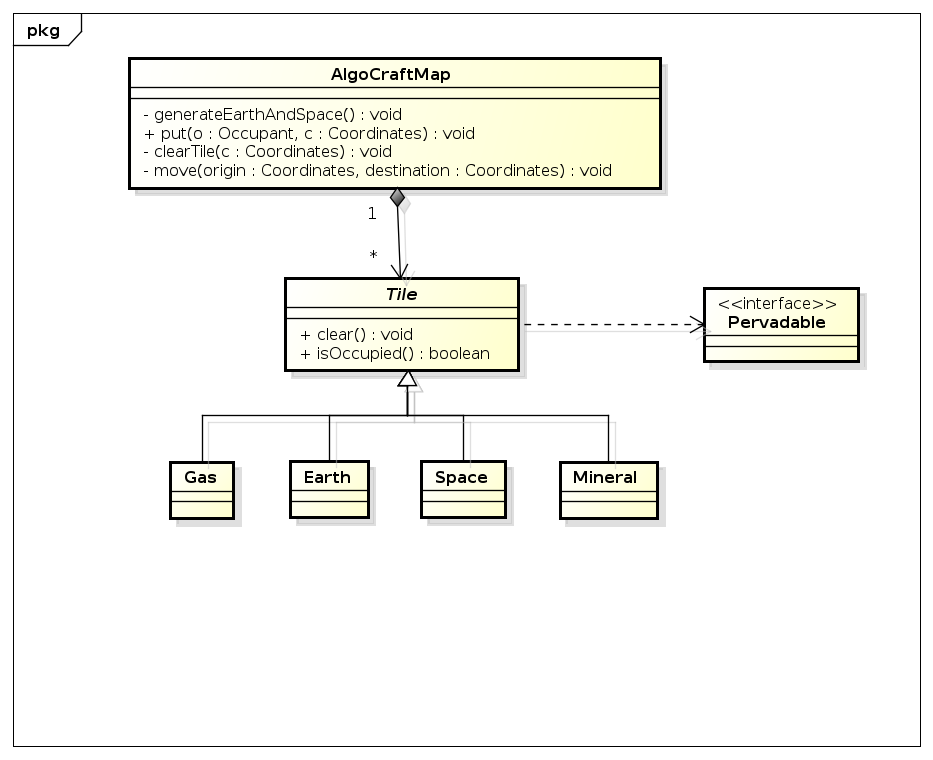 pkg
AlgoCraftMap
- generateEarthAndSpace() : void
+ put(o : Occupant, c : Coordinates) : void
- clearTile(c : Coordinates) : void
- move(origin : Coordinates, destination : Coordinates) : void
1
*
Tile
+ clear() : void
+ isOccupied() : boolean
<<interface>>
Pervadable
Gas
Earth
Space
Mineral